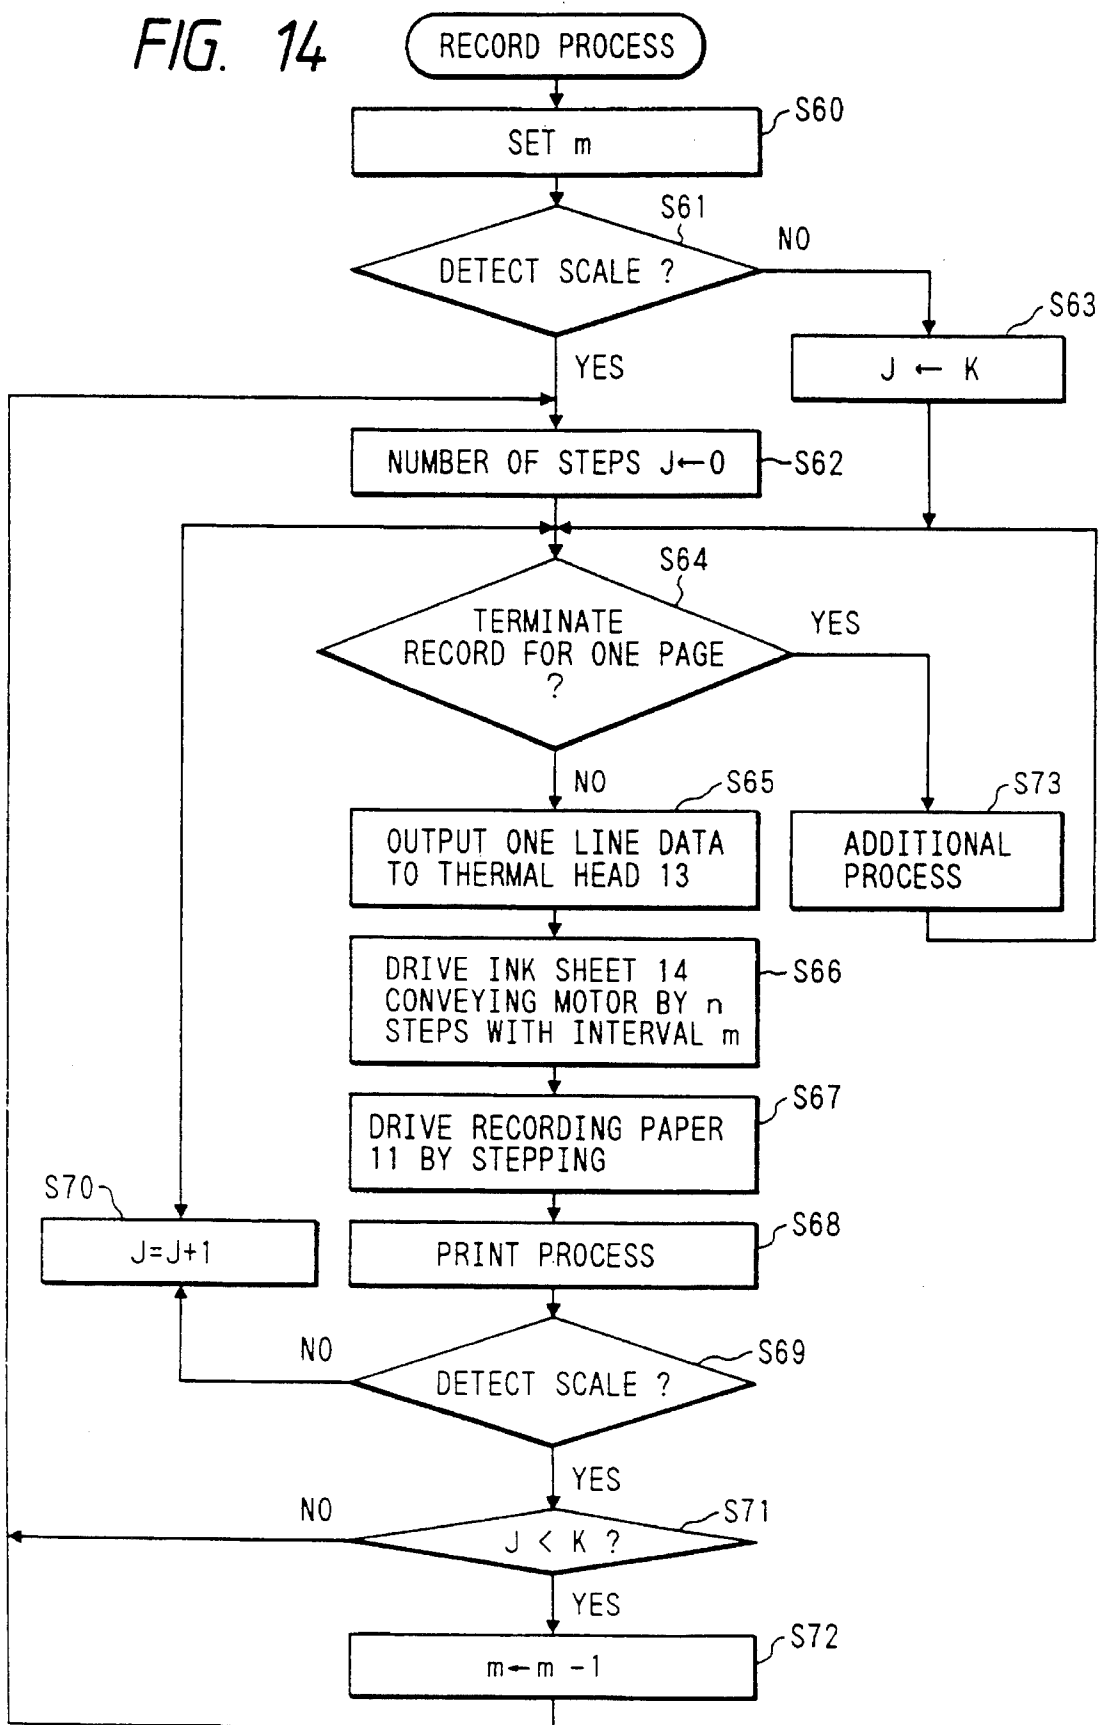 FIG. 14
RECORD PROCESS
S60
SET m
S61
DETECT SCALE ?
NO
S63
J ← K
YES
NUMBER OF STEPS J←0
S62
S64
TERMINATE
RECORD FOR ONE PAGE
?
YES
NO
S65
OUTPUT ONE LINE DATA
TO THERMAL HEAD 13
S73
ADDITIONAL
PROCESS
DRIVE INK SHEET 14
CONVEYING MOTOR BY n
STEPS WITH INTERVAL m
S66
S67
DRIVE RECORDING PAPER
11 BY STEPPING
S70
J=J+1
S68
PRINT PROCESS
NO
S69
DETECT SCALE ?
YES
NO
S71
J < K ?
YES
S72
m←m -1